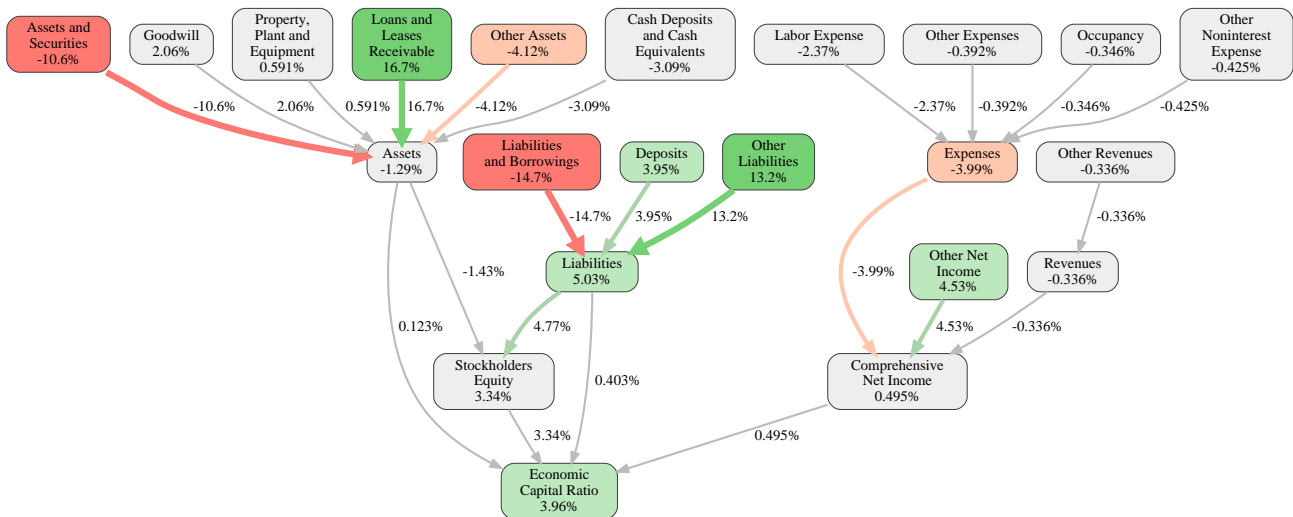 Assets and
Securities
-10.6%
Goodwill
2.06%
Property,
Plant and
Equipment
0.591%
Loans and
Leases
Receivable
16.7%
Other Assets
-4.12%
Cash Deposits
and Cash
Equivalents
-3.09%
Labor Expense
-2.37%
Other Expenses
-0.392%
Occupancy
-0.346%
Other
Noninterest
Expense
-0.425%
-10.6%
2.06%
0.591%
16.7%
-4.12%
-3.09%
-2.37%
-0.392%
-0.346%
-0.425%
Assets
-1.29%
Liabilities
and Borrowings
-14.7%
Deposits
3.95%
Other
Liabilities
13.2%
Expenses
-3.99%
Other Revenues
-0.336%
-14.7%
3.95%
13.2%
-0.336%
-1.43%
Liabilities
5.03%
-3.99%
Other Net
Income
4.53%
Revenues
-0.336%
0.123%
4.77%
4.53%
-0.336%
Stockholders
Equity
3.34%
0.403%
Comprehensive
Net Income
0.495%
3.34%
0.495%
Economic
Capital Ratio
3.96%